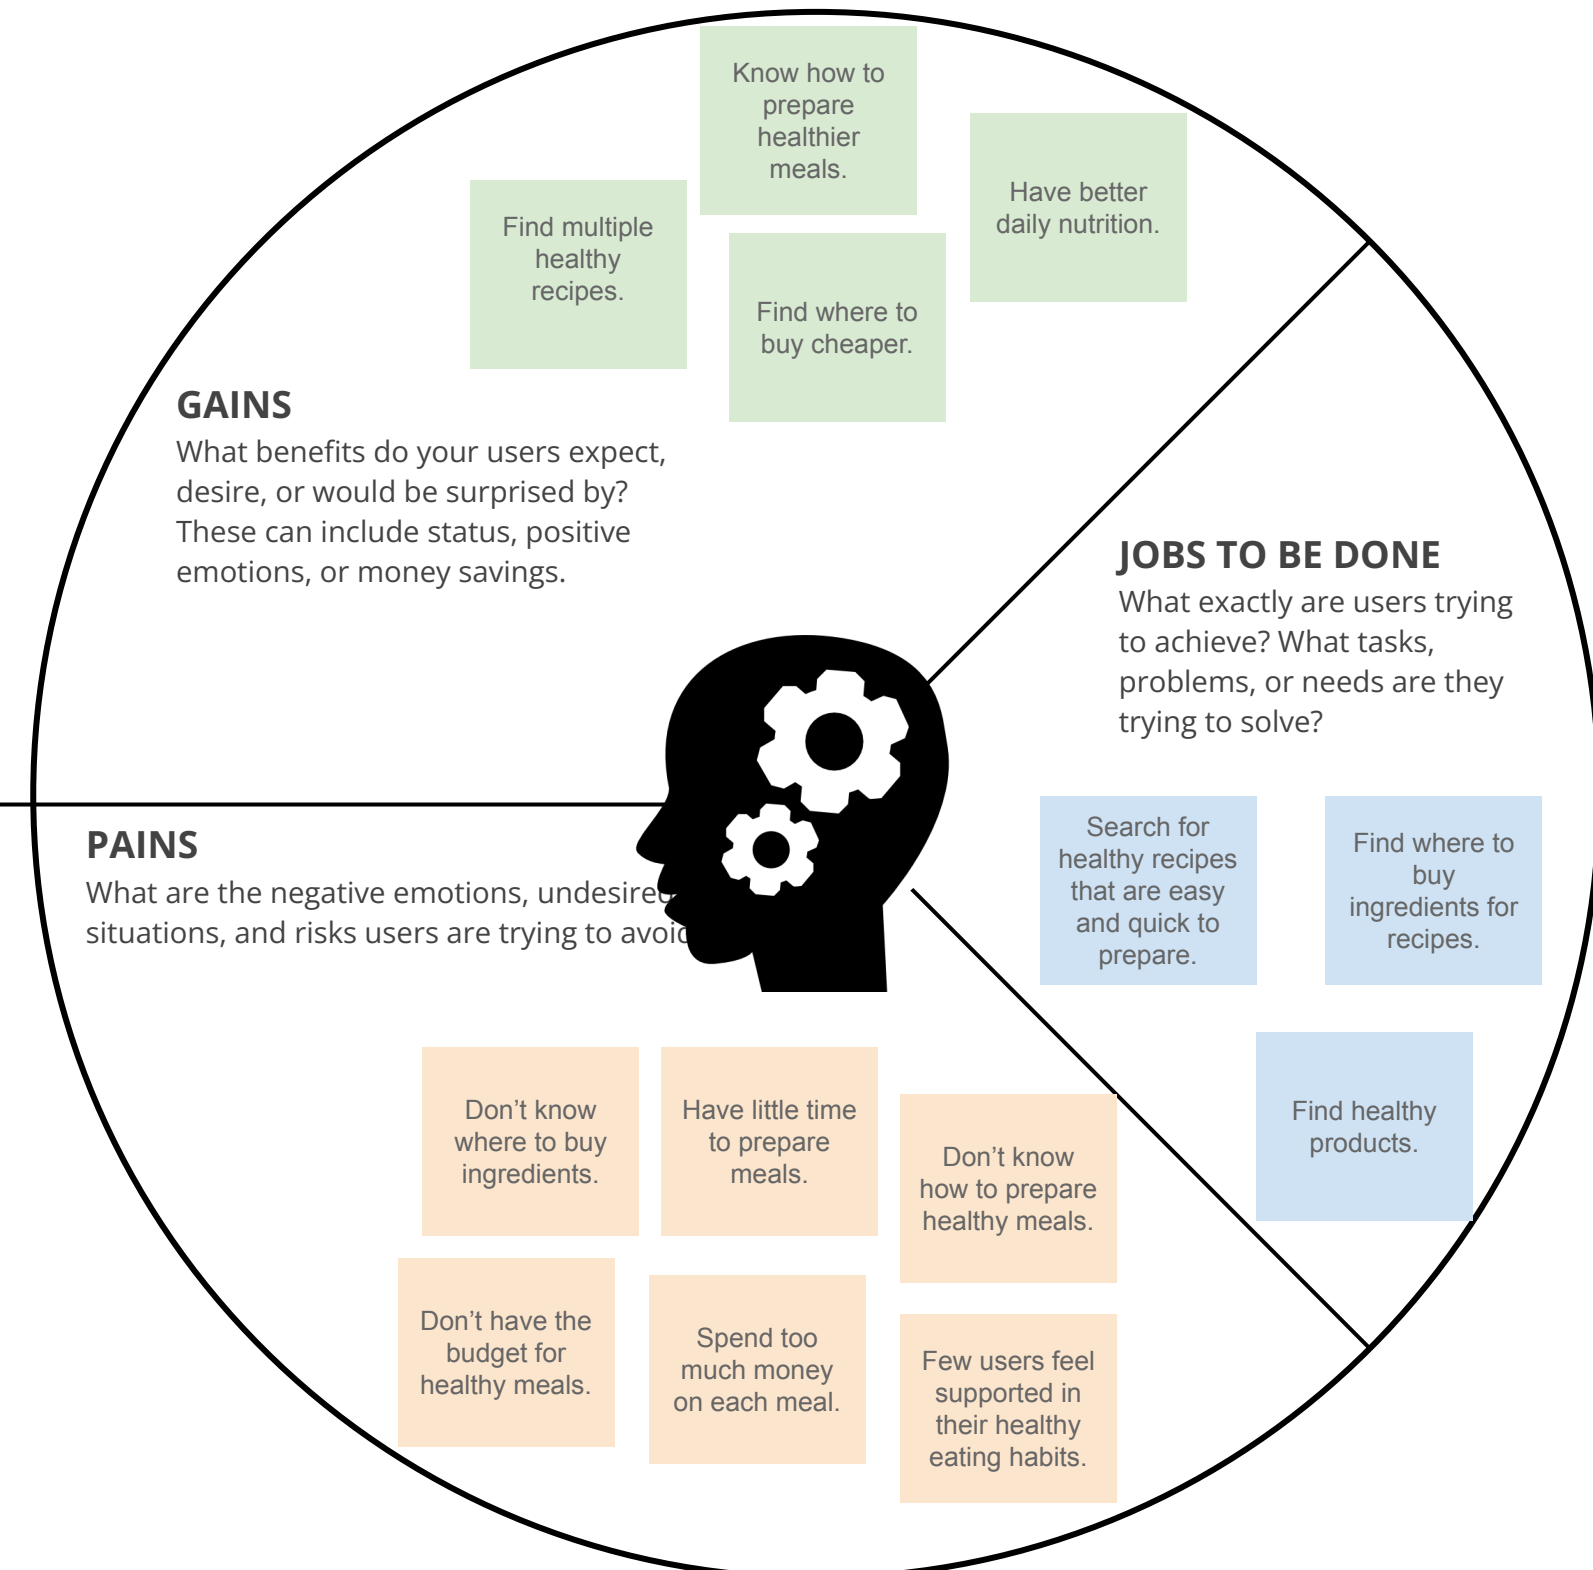 Know how to
prepare
healthier
meals.
Have better
daily nutrition.
Find multiple
healthy
recipes.
Find where to
buy cheaper.
GAINS
What benefits do your users expect,
desire, or would be surprised by?
These can include status, positive
emotions, or money savings.
JOBS TO BE DONE
What exactly are users trying
to achieve? What tasks,
problems, or needs are they
trying to solve?
Search for
healthy recipes
that are easy
and quick to
prepare.
Find where to
buy
ingredients for
recipes.
Find healthy
products.
PAINS
What are the negative emotions, undesired
situations, and risks users are trying to avoid
Don’t know
where to buy
ingredients.
Have little time
to prepare
meals.
Don’t know
how to prepare
healthy meals.
Don’t have the
budget for
healthy meals.
Spend too
much money
on each meal.
Few users feel
supported in
their healthy
eating habits.